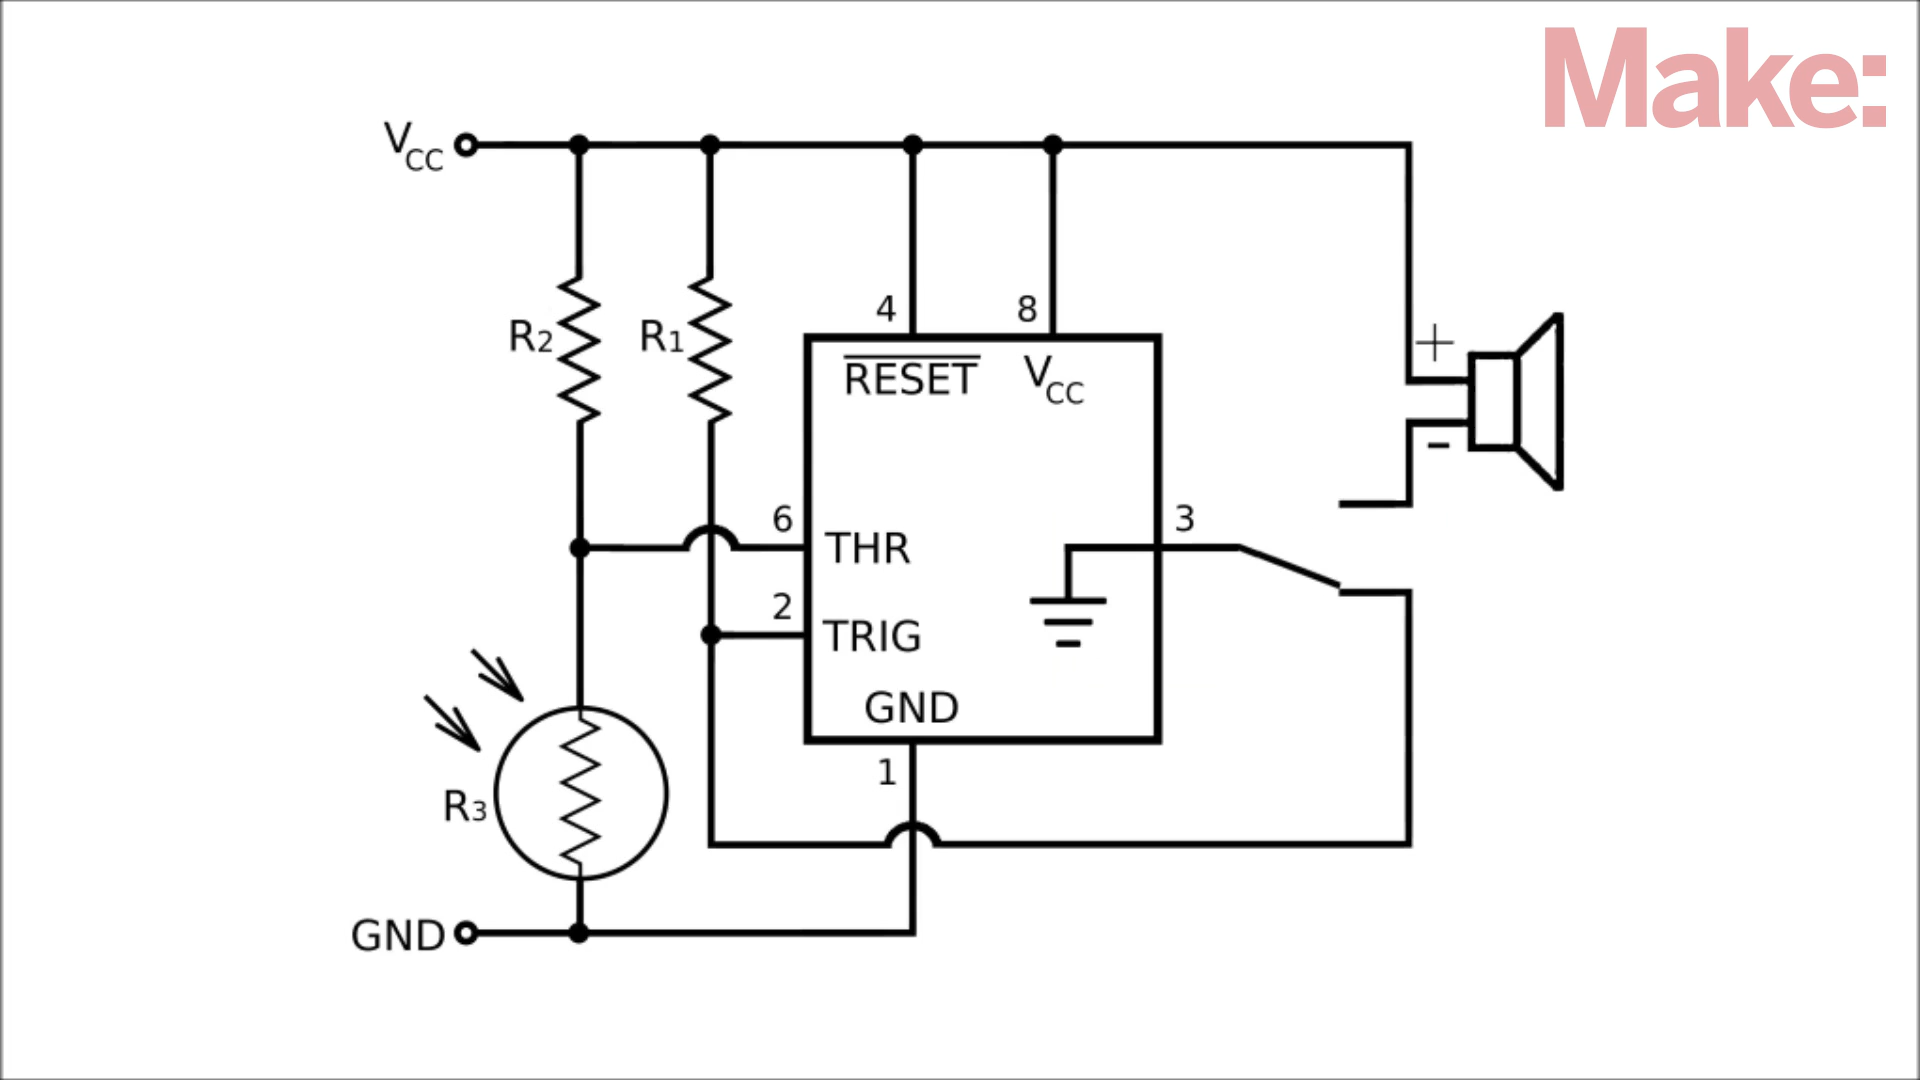 Make:
VCC
R2
R1
4
8
RESET
VCC
+
-
6
THR
3
2
TRIG
GND
1
R3
GND